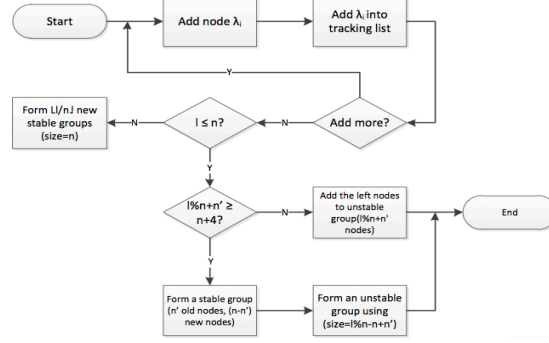 Start
Add node λᵢ
Add λᵢ into
tracking list
Y
Add more?
N
l ≤ n?
N
Form Ll/nJ new
stable groups
(size=n)
Y
l%n+n' ≥
n+4?
N
Add the left nodes
to unstable
group(l%n+n'
nodes)
End
Y
Form a stable group
(n' old nodes, (n-n')
new nodes)
Form an unstable
group using
(size=l%n-n+n')